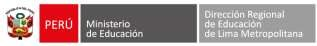 PERÚ
Ministerio
de Educación
Dirección Regional
de Educación
de Lima Metropolitana